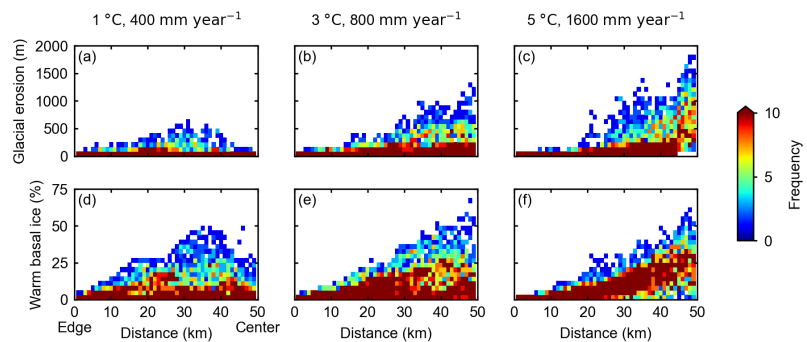 1 °C, 400 mm year⁻¹
3 °C, 800 mm year⁻¹
5 °C, 1600 mm year⁻¹
Glacial erosion (m)
2000
1500
1000
500
0
(a)
(b)
(c)
Warm basal ice (%)
75
50
25
0
(d)
(e)
(f)
0 10 20 30 40 50
0 10 20 30 40 50
0 10 20 30 40 50
Edge
Distance (km)
Center
Distance (km)
Distance (km)
10
5
0
Frequency